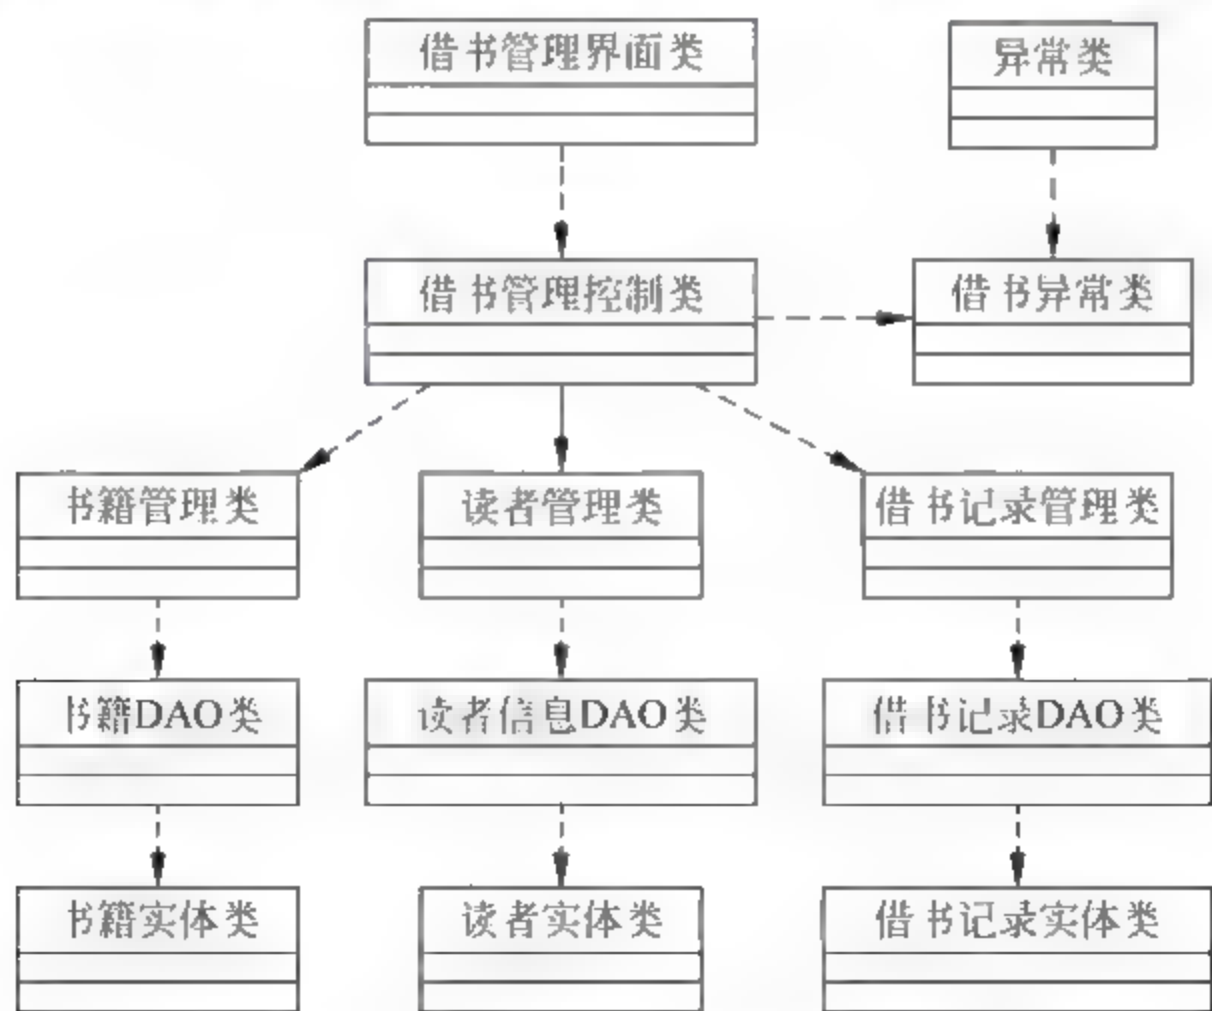 借书管理界面类
异常类
借书管理控制类
借书异常类
书籍管理类
读者管理类
借书记录管理类
书籍DAO类
读者信息DAO类
借书记录DAO类
书籍实体类
读者实体类
借书记录实体类